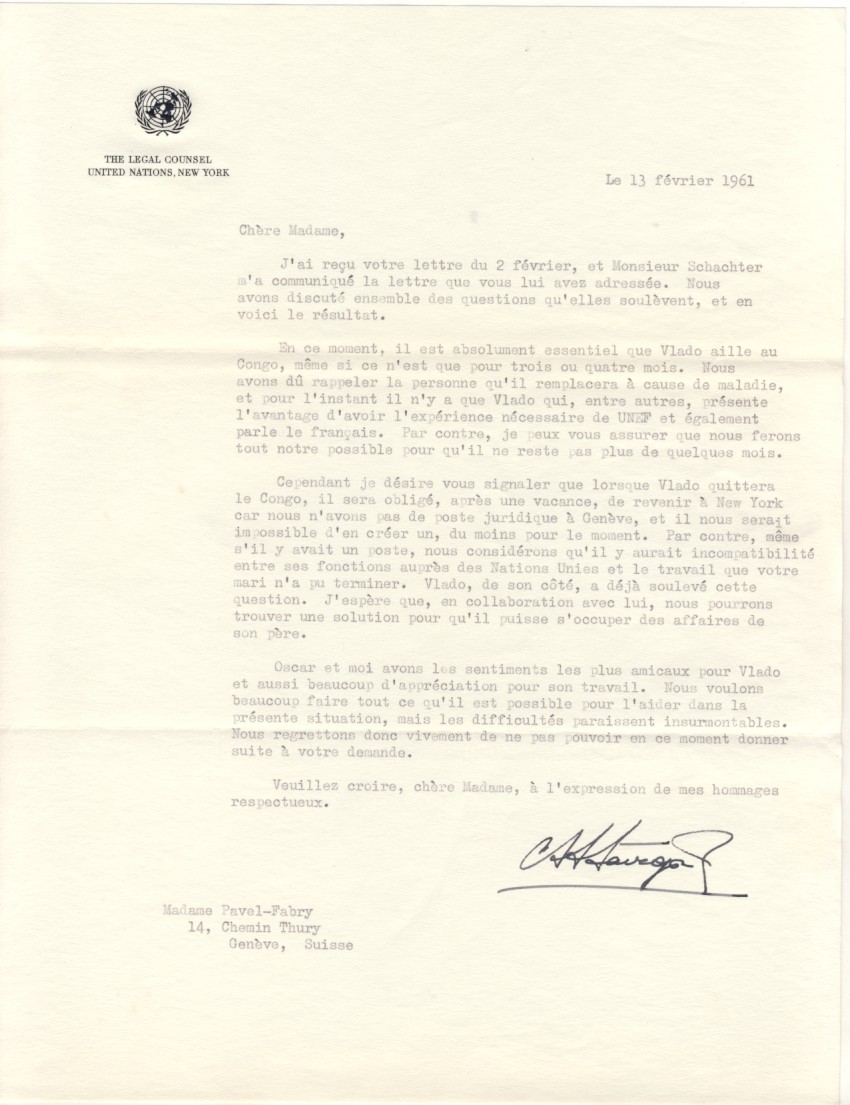 THE LEGAL COUNSEL
UNITED NATIONS, NEW YORK
Le 13 février 1961
Chère Madame,
J'ai reçu votre lettre du 2 février, et Monsieur Schachter
m'a communiqué la lettre que vous lui avez adressée. Nous
avons discuté ensemble des questions qu'elles soulèvent, et en
voici le résultat.
En ce moment, il est absolument essentiel que Vlado aille au
Congo, même si ce n'est que pour trois ou quatre mois. Nous
avons dû rappeler la personne qu'il remplacera à cause de maladie,
et pour l'instant il n'y a que Vlado qui, entre autres, présente
l'avantage d'avoir l'expérience nécessaire de UNEF et également
parle le français. Par contre, je peux vous assurer que nous ferons
tout notre possible pour qu'il ne reste pas plus de quelques mois.
Cependant je désire vous signaler que lorsque Vlado quittera
le Congo, il sera obligé, après une vacance, de revenir à New York
car nous n'avons pas de poste juridique à Genève, et il nous serait
impossible d'en créer un, du moins pour le moment. Par contre, même
s'il y avait un poste, nous considérons qu'il y aurait incompatibilité
entre ses fonctions auprès des Nations Unies et le travail que votre
mari n'a pu terminer. Vlado, de son côté, a déjà soulevé cette
question. J'espère que, en collaboration avec lui, nous pourrons
trouver une solution pour qu'il puisse s'occuper des affaires de
son père.
Oscar et moi avons les sentiments les plus amicaux pour Vlado
et aussi beaucoup d'appréciation pour son travail. Nous voulons
beaucoup faire tout ce qu'il est possible pour l'aider dans la
présente situation, mais les difficultés paraissent insurmontables.
Nous regrettons donc vivement de ne pas pouvoir en ce moment donner
suite à votre demande.
Veuillez croire, chère Madame, à l'expression de mes hommages
respectueux.
Madame Pavel-Fabry
14, Chemin Thury
Genève, Suisse